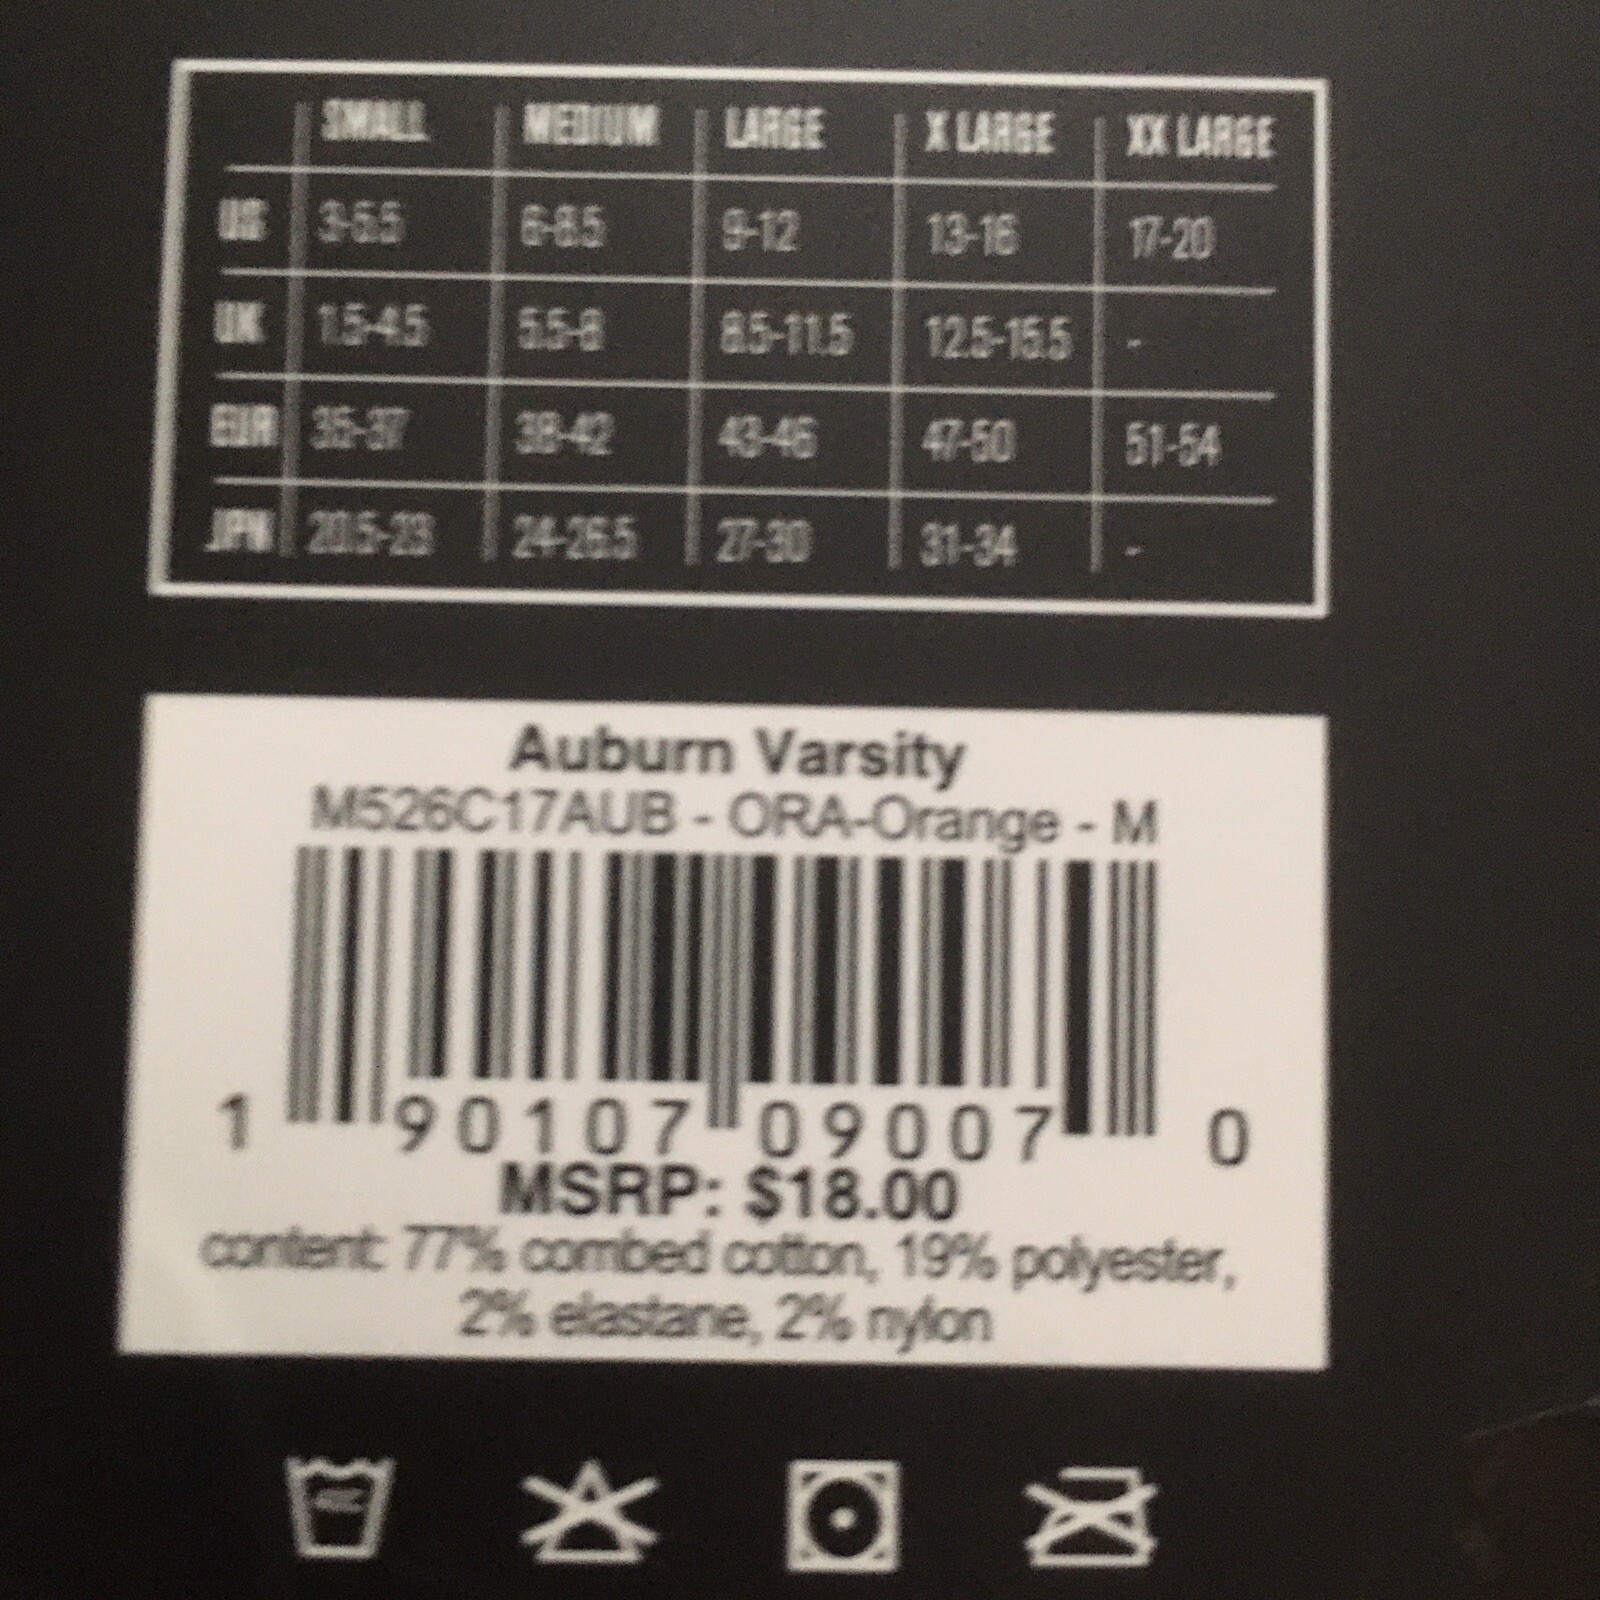 SMALL MEDIUM LARGE X LARGE XX LARGE
US 3-5.5 6-8.5 9-12 13-16 17-20
UK 1.5-4.5 5.5-8 8.5-11.5 12.5-15.5 -
EUR 35-37 38-42 43-46 47-50 51-54
JPN 20.5-23 24-26.5 27-30 31-34 -
Auburn Varsity
M526C17AUB - ORA-Orange - M
1 90107 09007 0
MSRP: $18.00
content: 77% combed cotton, 19% polyester,
2% elastane, 2% nylon